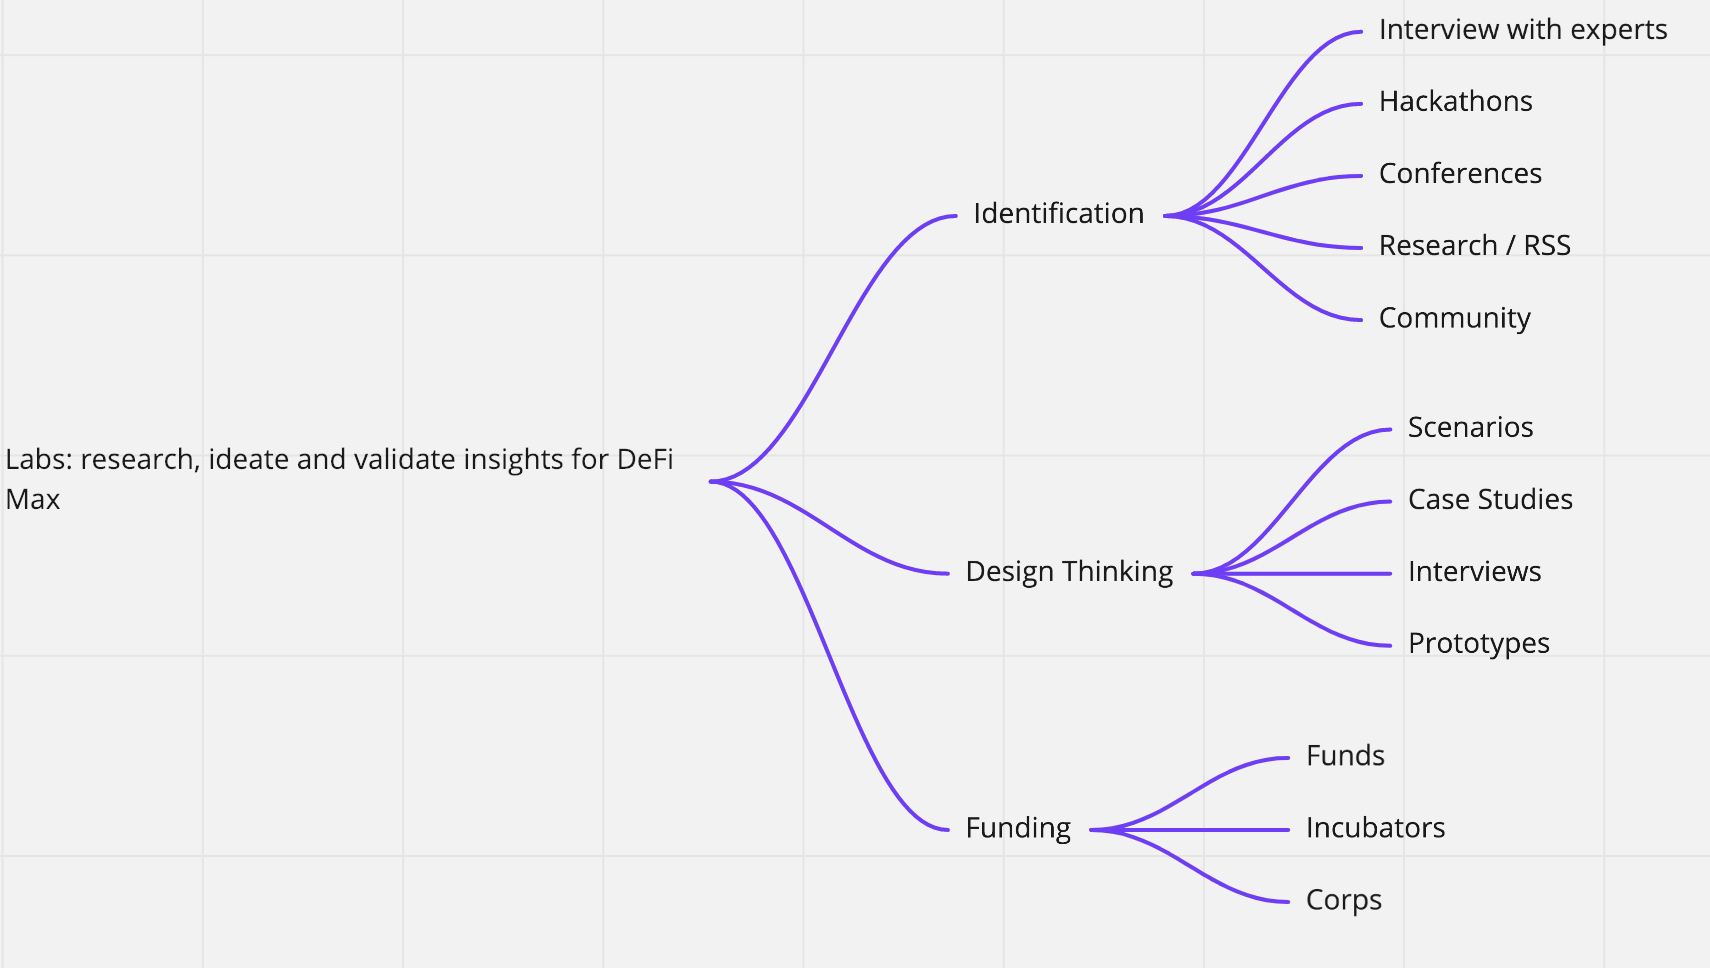 Labs: research, ideate and validate insights for DeFi
Max
Identification
Interview with experts
Hackathons
Conferences
Research / RSS
Community
Design Thinking
Scenarios
Case Studies
Interviews
Prototypes
Funding
Funds
Incubators
Corps